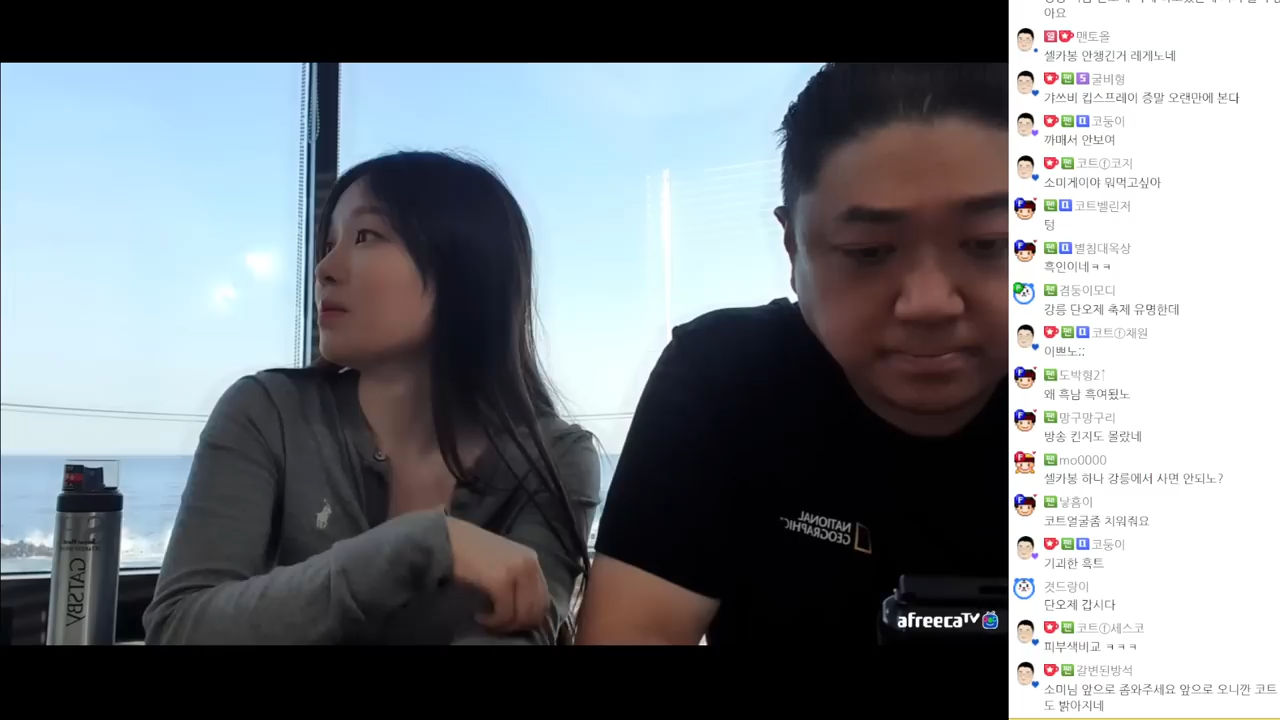 CATSBY
NATIONAL
GEOGRAPHIC
afreecaTV
아요
맨토올
셀카봉 안챙긴거 레게노네
굴비형
갸쓰비 킵스프레이 증말 오랜만에 본다
코둥이
까매서 안보여
코트ⓕ코지
소미게이야 뭐먹고싶아
코트벨린저
텅
별침대옥상
흑인이네ㅋㅋ
겸둥이모디
강릉 단오제 축제 유명한데
코트ⓕ채원
이쁘노;;
도박형2↑
왜 흑남 흑여됬노
망구망구리
방송 킨지도 몰랐네
mo0000
셀카봉 하나 강릉에서 사면 안되노?
낳흠이
코트얼굴좀 치워줘요
코둥이
기괴한 흑트
겻드랑이
단오제 갑시다
코트ⓕ세스코
피부색비교 ㅋㅋㅋ
갈변된방석
소미님 앞으로 좀와주세요 앞으로 오니깐 코트
도 밝아지네